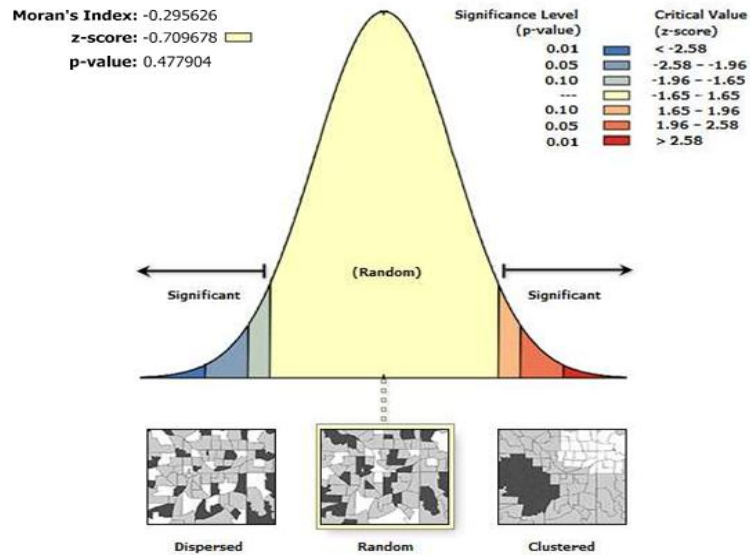 Moran's Index: -0.295626
z-score: -0.709678
p-value: 0.477904
Significance Level
(p-value)
Critical Value
(z-score)
0.01 < -2.58
0.05 -2.58 – -1.96
0.10 -1.96 – -1.65
--- -1.65 – 1.65
0.10 1.65 – 1.96
0.05 1.96 – 2.58
0.01 > 2.58
(Random)
Significant Significant
Dispersed Random Clustered